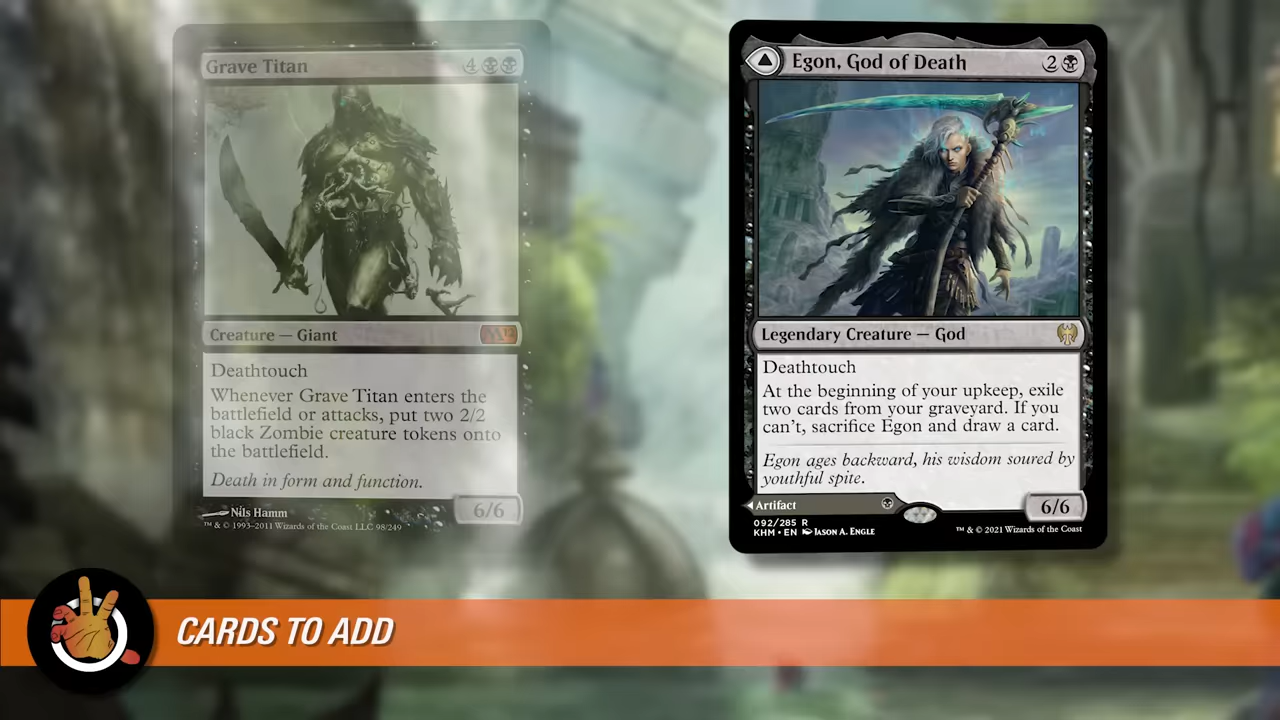 Grave Titan 4
Creature — Giant
Deathtouch
Whenever Grave Titan enters the
battlefield or attacks, put two 2/2
black Zombie creature tokens onto
the battlefield.
Death in form and function.
Nils Hamm
™ & © 1993–2011 Wizards of the Coast LLC 98/249
6/6
Egon, God of Death 2
Legendary Creature — God
Deathtouch
At the beginning of your upkeep, exile
two cards from your graveyard. If you
can't, sacrifice Egon and draw a card.
Egon ages backward, his wisdom soured by
youthful spite.
Artifact
6/6
092/285 R
KHM • EN Jason A. Engle
™ & © 2021 Wizards of the Coast
CARDS TO ADD